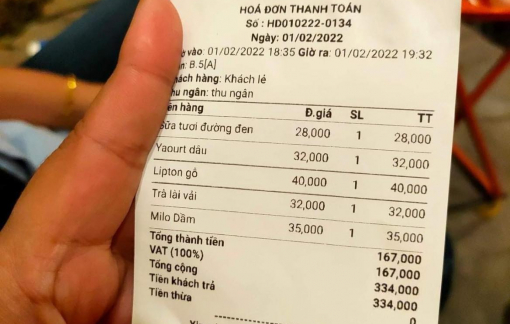 HOÁ ĐƠN THANH TOÁN
Số : HD010222-0134
Ngày: 01/02/2022
vào: 01/02/2022 18:35 Giờ ra: 01/02/2022 19:32
B.5[A]
hách hàng: Khách lẻ
hu ngân: thu ngân
ên hàng Đ.giá SL TT
Sữa tươi đường đen 28,000 1 28,000
Yaourt dâu 32,000 1 32,000
Lipton gõ 40,000 1 40,000
Trà lài vải 32,000 1 32,000
Milo Dầm 35,000 1 35,000
Tổng thành tiền 167,000
VAT (100%) 167,000
Tổng cộng 334,000
Tiền khách trả 334,000
Tiền thừa 0